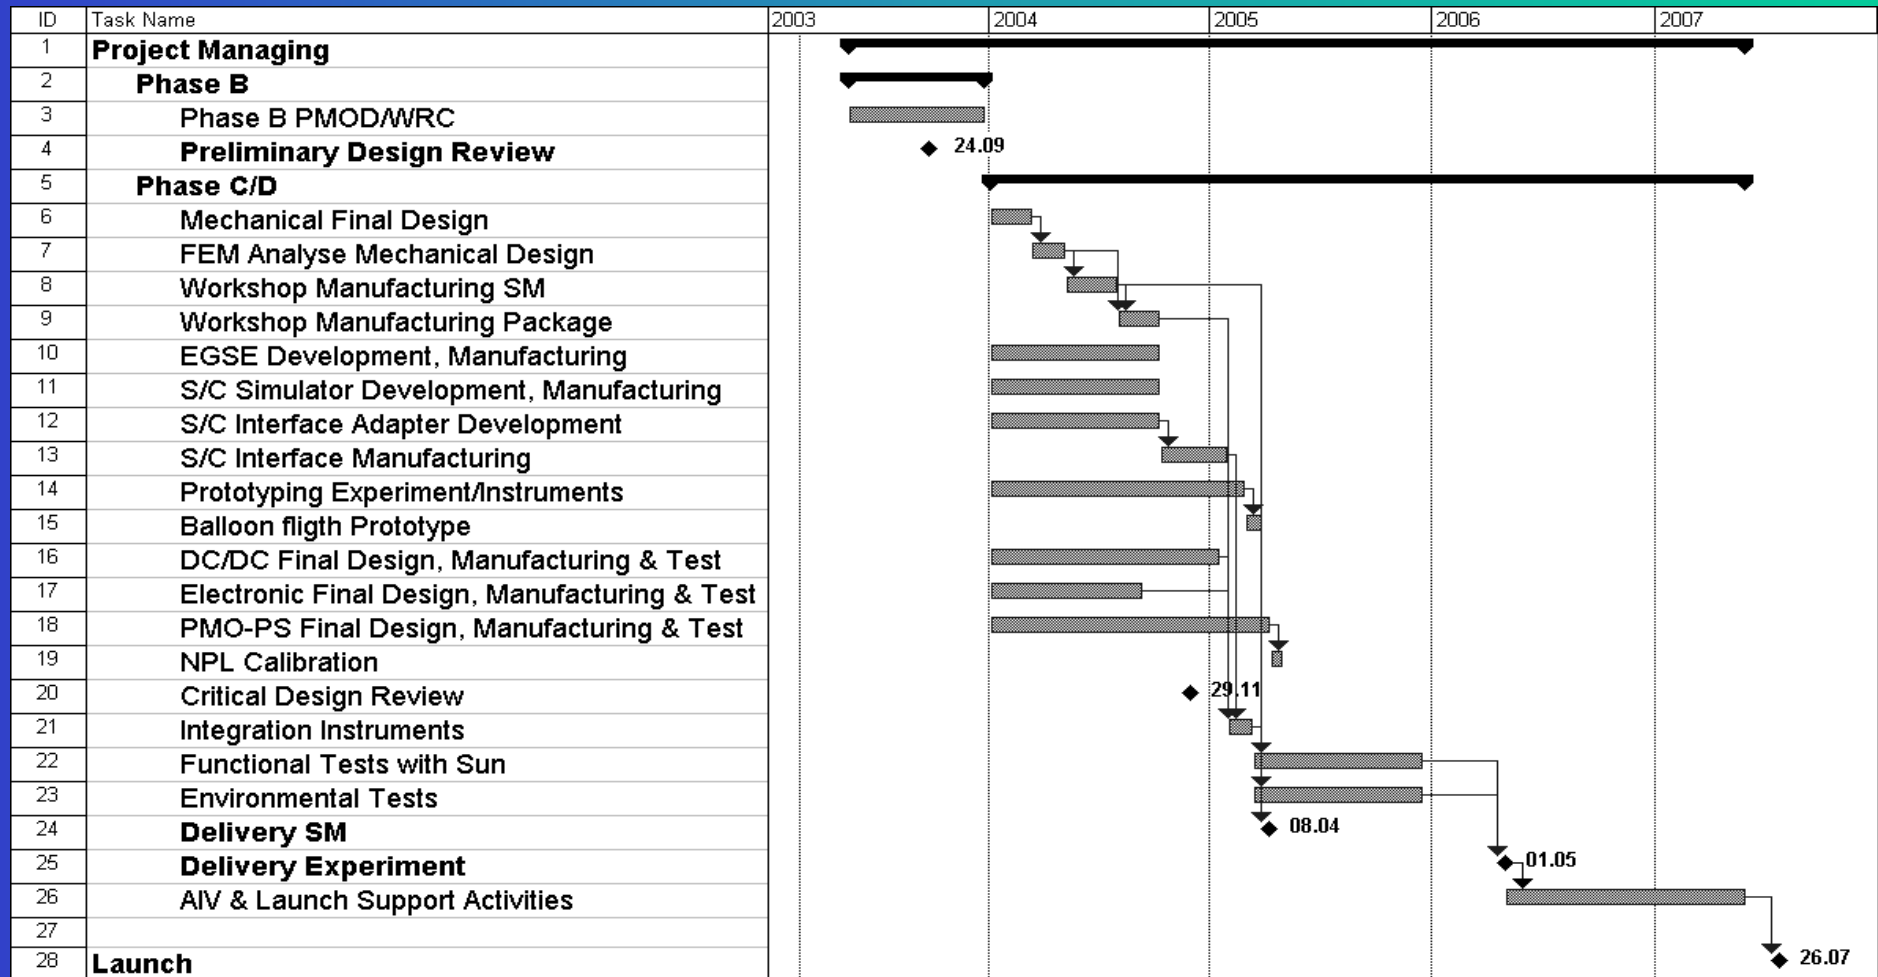 ID Task Name 2003 2004 2005 2006 2007
1 Project Managing
2 Phase B
3 Phase B PMOD/WRC
4 Preliminary Design Review 24.09
5 Phase C/D
6 Mechanical Final Design
7 FEM Analyse Mechanical Design
8 Workshop Manufacturing SM
9 Workshop Manufacturing Package
10 EGSE Development, Manufacturing
11 S/C Simulator Development, Manufacturing
12 S/C Interface Adapter Development
13 S/C Interface Manufacturing
14 Prototyping Experiment/Instruments
15 Balloon fligth Prototype
16 DC/DC Final Design, Manufacturing & Test
17 Electronic Final Design, Manufacturing & Test
18 PMO-PS Final Design, Manufacturing & Test
19 NPL Calibration
20 Critical Design Review 29.11
21 Integration Instruments
22 Functional Tests with Sun
23 Environmental Tests
24 Delivery SM 08.04
25 Delivery Experiment 01.05
26 AIV & Launch Support Activities
27
28 Launch 26.07